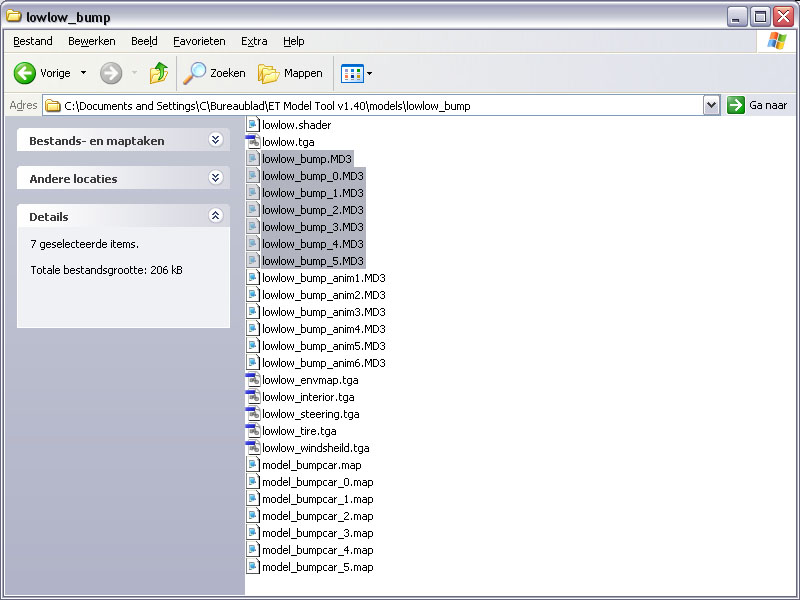 lowlow_bump
Bestand Bewerken Beeld Favorieten Extra Help
Vorige Zoeken Mappen
Adres C:\Documents and Settings\C\Bureaublad\ET Model Tool v1.40\models\lowlow_bump Ga naar
Bestands- en maptaken
Andere locaties
Details
7 geselecteerde items.
Totale bestandsgrootte: 206 kB
lowlow.shader
lowlow.tga
lowlow_bump.MD3
lowlow_bump_0.MD3
lowlow_bump_1.MD3
lowlow_bump_2.MD3
lowlow_bump_3.MD3
lowlow_bump_4.MD3
lowlow_bump_5.MD3
lowlow_bump_anim1.MD3
lowlow_bump_anim2.MD3
lowlow_bump_anim3.MD3
lowlow_bump_anim4.MD3
lowlow_bump_anim5.MD3
lowlow_bump_anim6.MD3
lowlow_envmap.tga
lowlow_interior.tga
lowlow_steering.tga
lowlow_tire.tga
lowlow_windsheild.tga
model_bumpcar.map
model_bumpcar_0.map
model_bumpcar_1.map
model_bumpcar_2.map
model_bumpcar_3.map
model_bumpcar_4.map
model_bumpcar_5.map